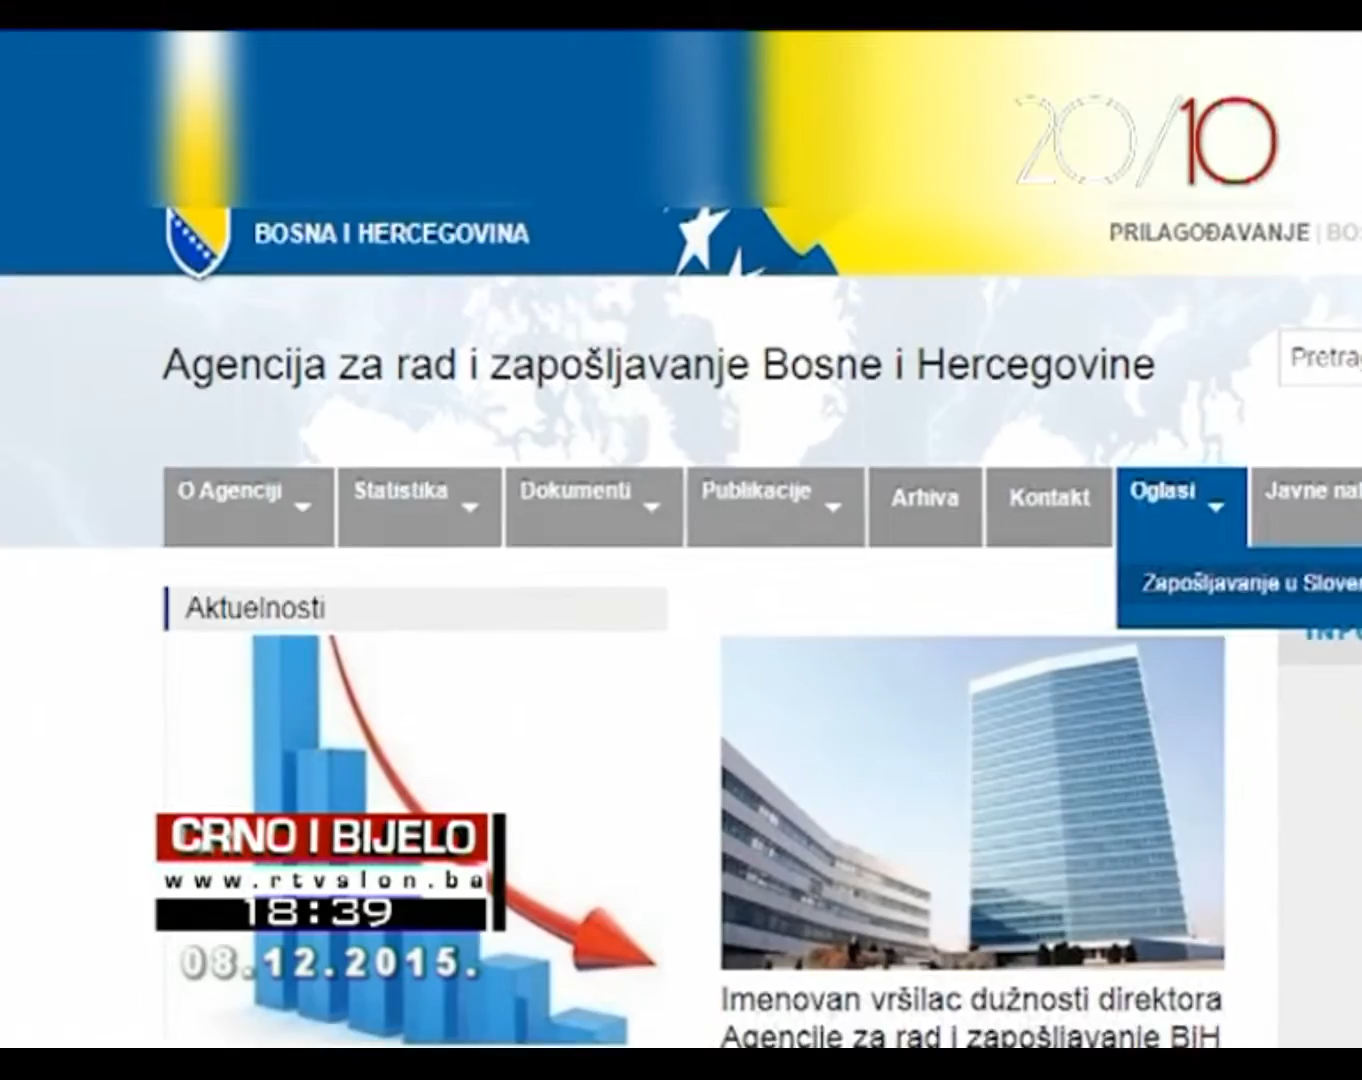 20/10
BOSNA I HERCEGOVINA
PRILAGOĐAVANJE |
Agencija za rad i zapošljavanje Bosne i Hercegovine
O Agenciji
Statistika
Dokumenti
Publikacije
Arhiva
Kontakt
Oglasi
Javne
Zapošljavanje u
Aktuelnosti
CRNO I BIJELO
www.rtvslon.ba
18:39
08.12.2015.
Imenovan vršilac dužnosti direktora
Agencije za rad i zapošljavanje BiH